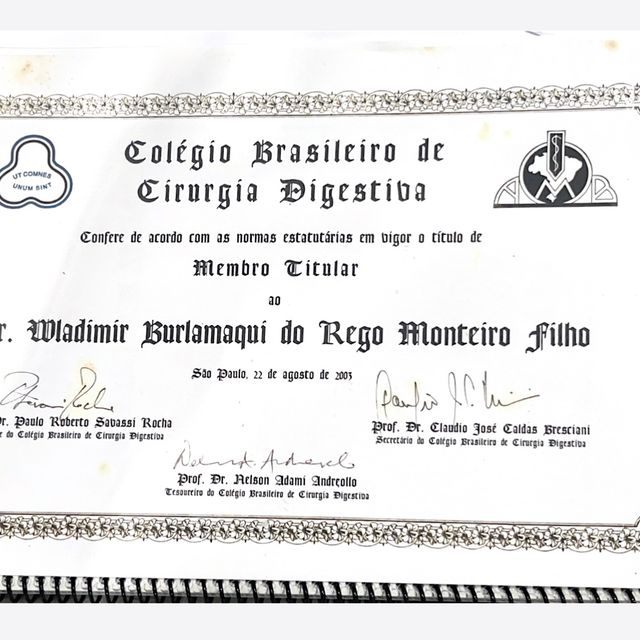 UT COMNES
UNUM SINT
Colégio Brasileiro de
Cirurgia Digestiva
AMB
Confere de acordo com as normas estatutárias em vigor o título de
Membro Titular
ao
r. Wladimir Burlamaqui do Rego Monteiro Filho
São Paulo, 22 de agosto de 2003
Dr. Paulo Roberto Savassi Rocha
e do Colégio Brasileiro de Cirurgia Digestiva
Prof. Dr. Claudio José Caldas Bresciani
Secretário do Colégio Brasileiro de Cirurgia Digestiva
Prof. Dr. Nelson Adami Andreollo
Tesoureiro do Colégio Brasileiro de Cirurgia Digestiva